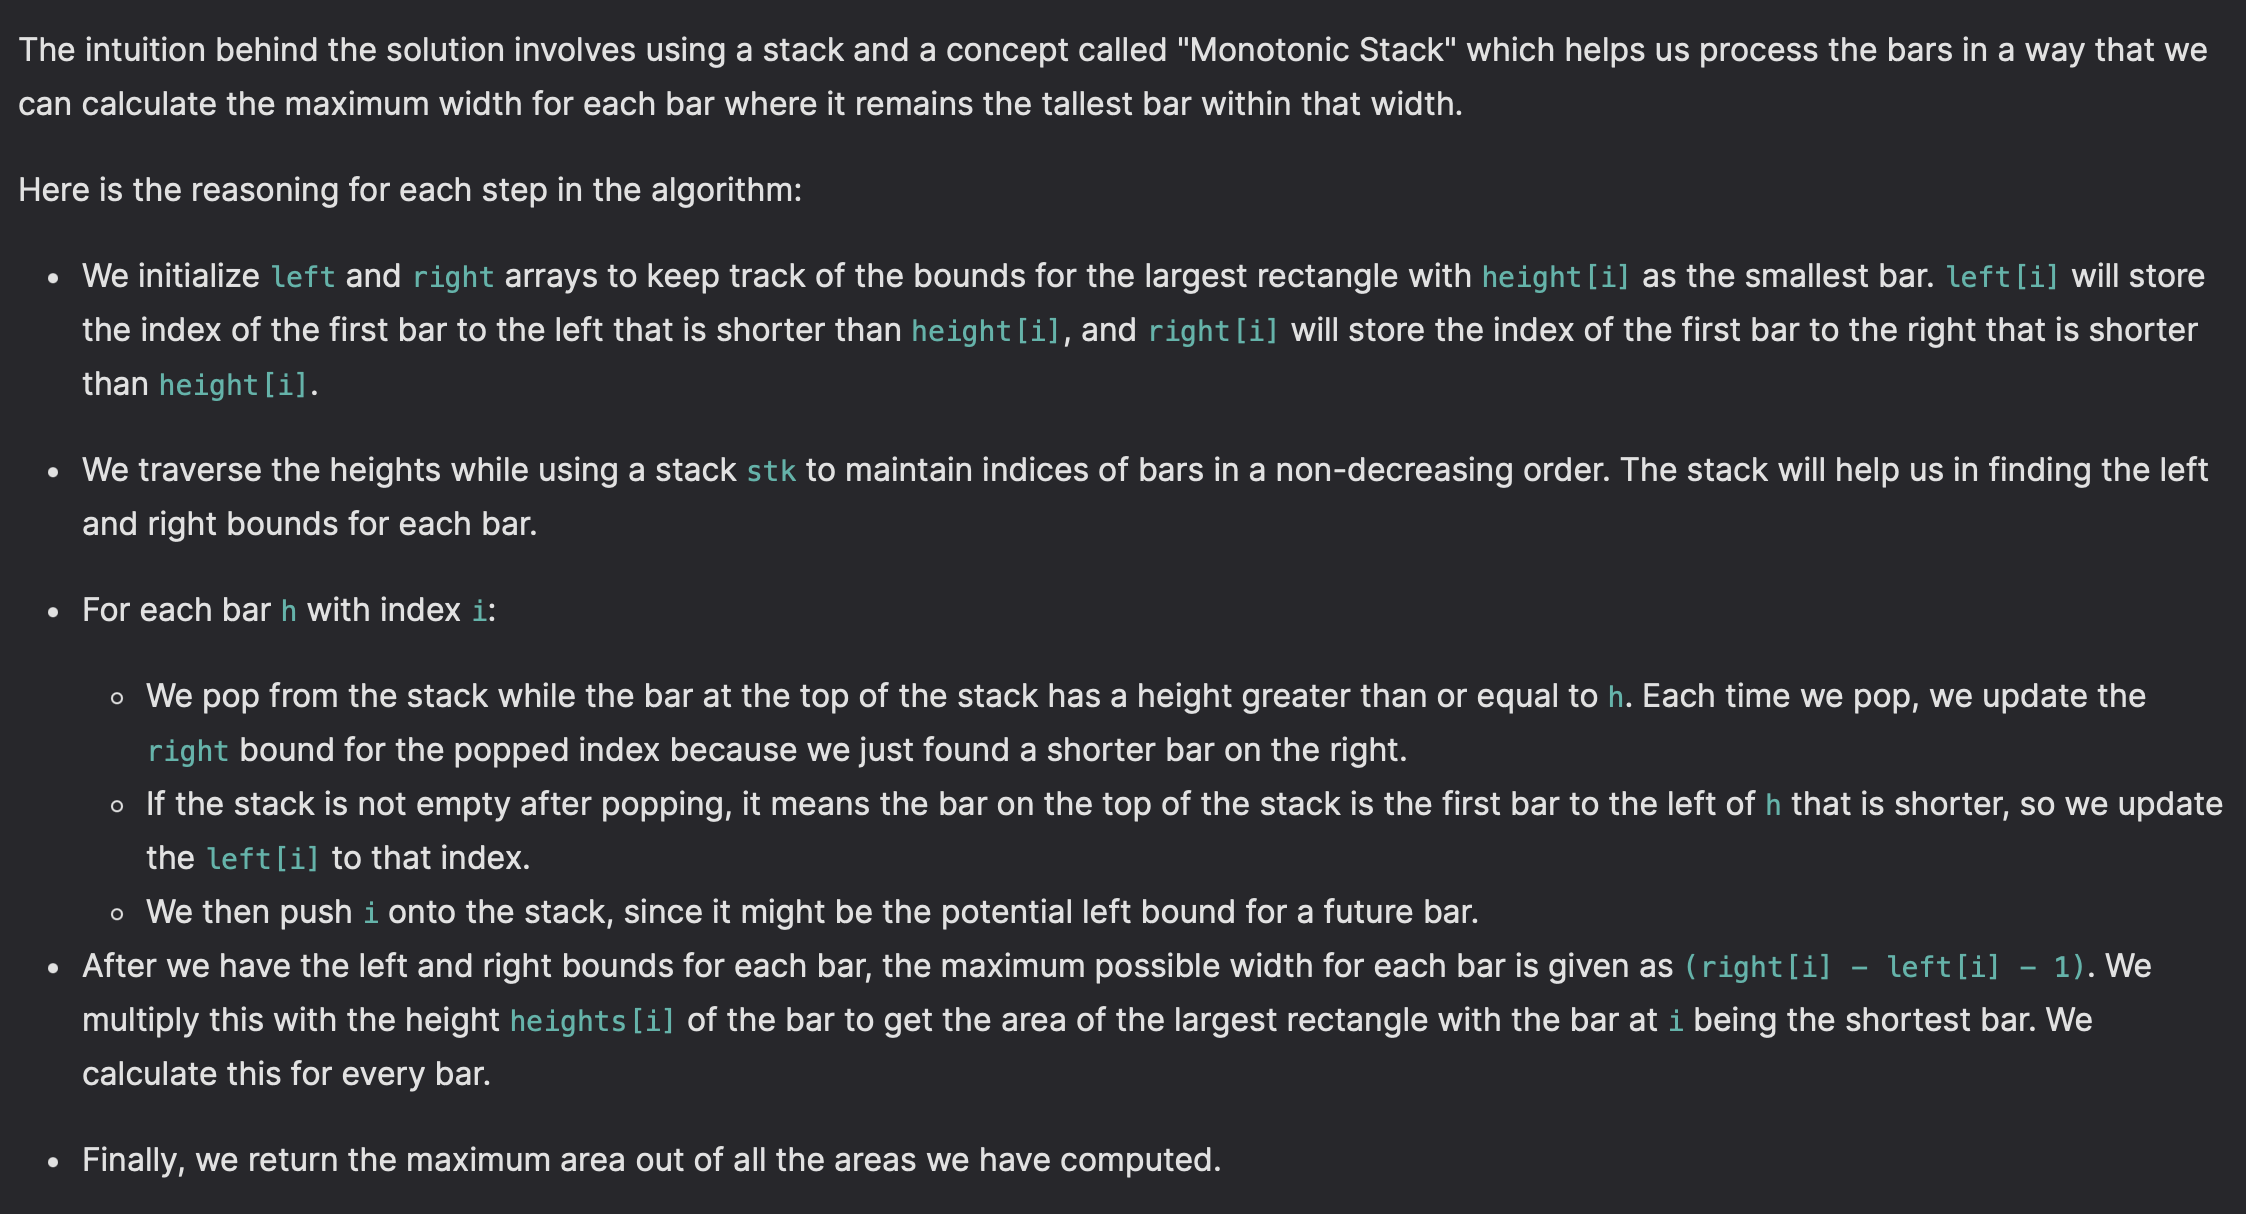 The intuition behind the solution involves using a stack and a concept called "Monotonic Stack" which helps us process the bars in a way that we
can calculate the maximum width for each bar where it remains the tallest bar within that width.
Here is the reasoning for each step in the algorithm:
• We initialize left and right arrays to keep track of the bounds for the largest rectangle with height[i] as the smallest bar. left[i] will store
the index of the first bar to the left that is shorter than height[i], and right[i] will store the index of the first bar to the right that is shorter
than height[i].
• We traverse the heights while using a stack stk to maintain indices of bars in a non-decreasing order. The stack will help us in finding the left
and right bounds for each bar.
• For each bar h with index i:
◦ We pop from the stack while the bar at the top of the stack has a height greater than or equal to h. Each time we pop, we update the
right bound for the popped index because we just found a shorter bar on the right.
◦ If the stack is not empty after popping, it means the bar on the top of the stack is the first bar to the left of h that is shorter, so we update
the left[i] to that index.
◦ We then push i onto the stack, since it might be the potential left bound for a future bar.
• After we have the left and right bounds for each bar, the maximum possible width for each bar is given as (right[i] - left[i] - 1). We
multiply this with the height heights[i] of the bar to get the area of the largest rectangle with the bar at i being the shortest bar. We
calculate this for every bar.
• Finally, we return the maximum area out of all the areas we have computed.